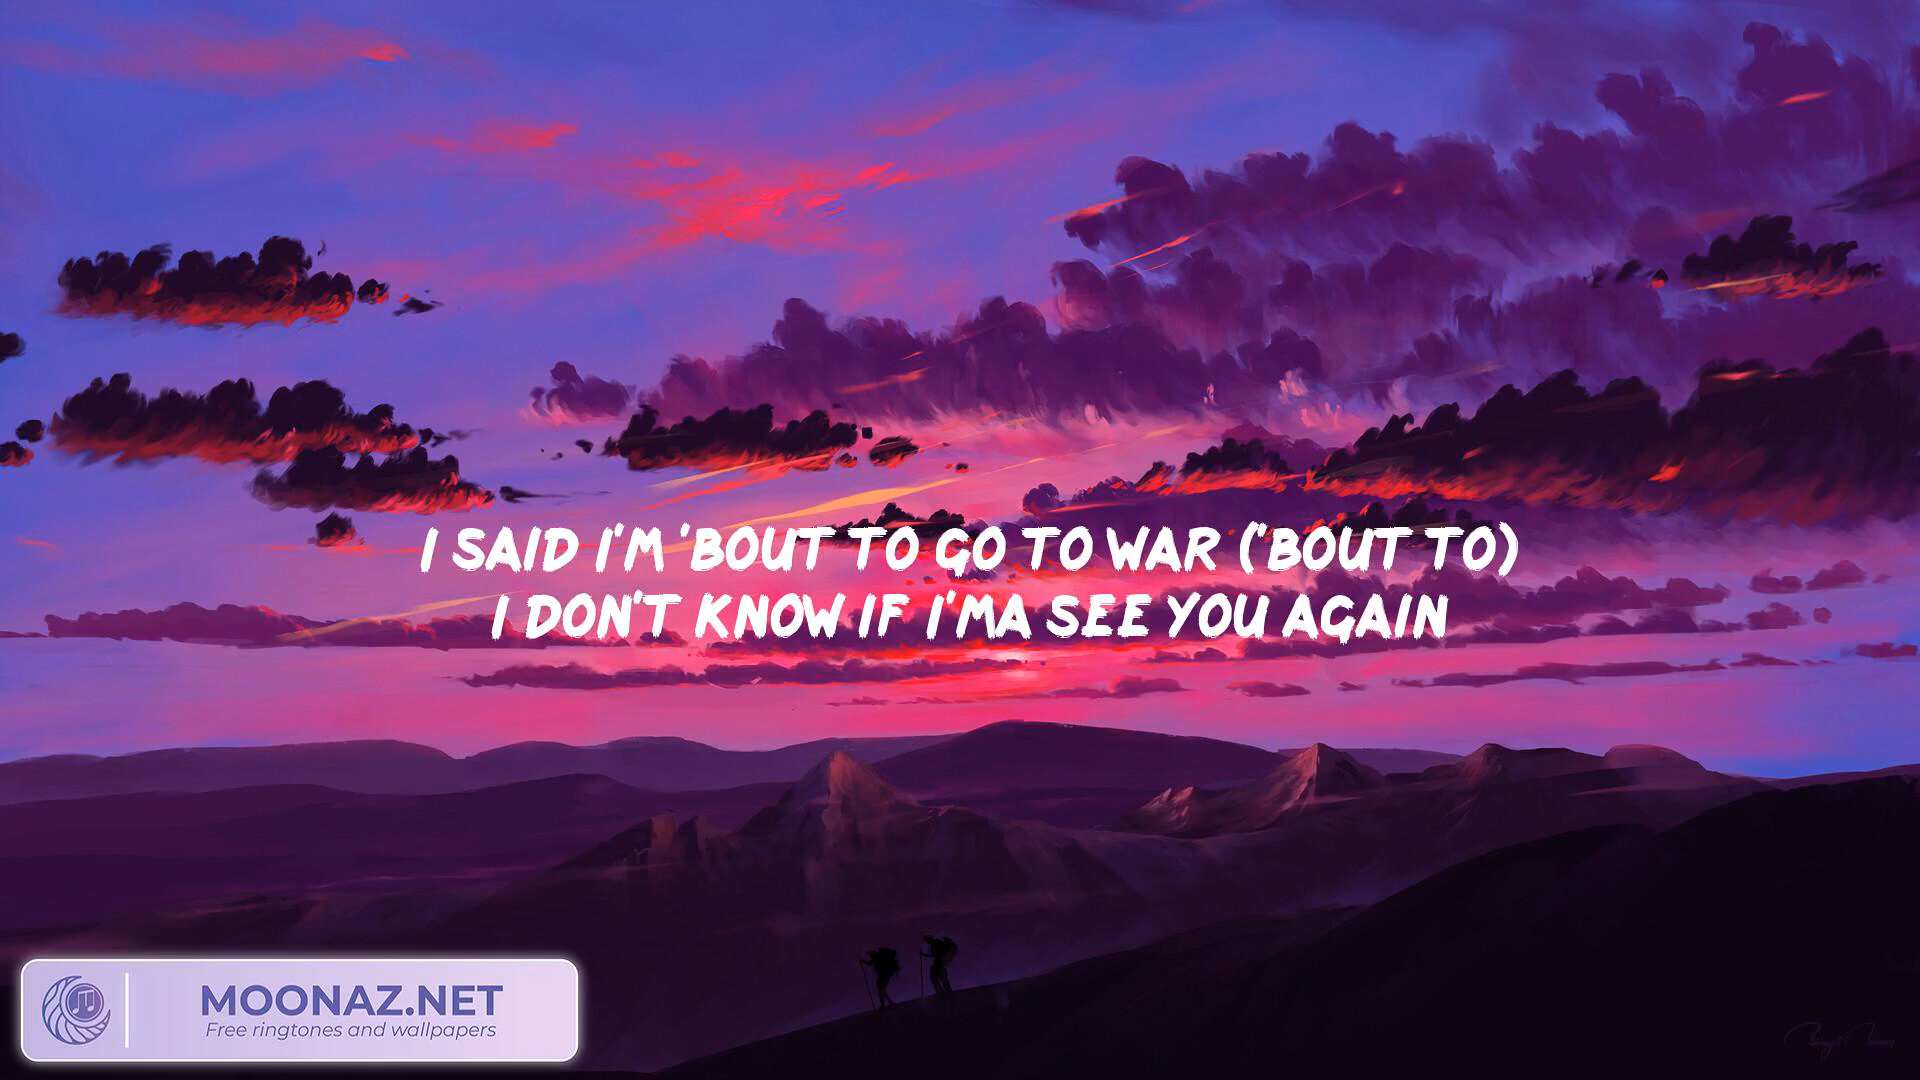 I SAID I'M 'BOUT TO GO TO WAR ('BOUT TO)
I DON'T KNOW IF I'MA SEE YOU AGAIN
MOONAZ.NET
Free ringtones and wallpapers